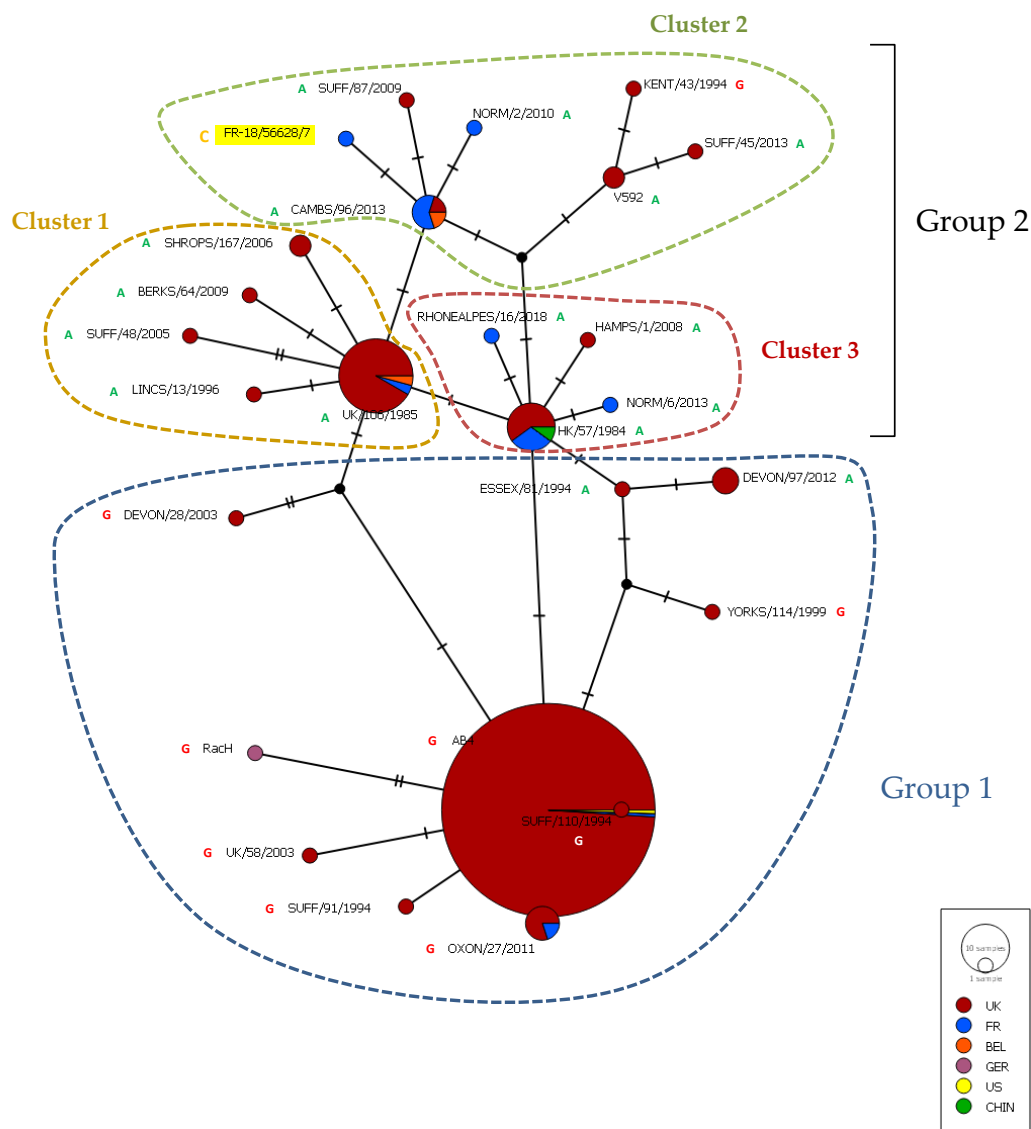 Cluster 2
A SUFF/87/2009
KENT/43/1994 G
NORM/2/2010 A
C FR-18/56628/7
SUFF/45/2013 A
V592 A
A CAMBS/96/2013
Group 2
Cluster 1
A SHROPS/167/2006
A BERKS/64/2009
RHONEALPES/16/2018 A
HAMPS/1/2008 A
A SUFF/48/2005
Cluster 3
A LINCS/13/1996
NORM/6/2013 A
A UK/106/1985
HK/57/1984 A
ESSEX/81/1994 A
DEVON/97/2012 A
G DEVON/28/2003
YORKS/114/1999 G
G AB4
G RacH
Group 1
SUFF/110/1994
G
G UK/58/2003
G SUFF/91/1994
G OXON/27/2011
10 samples
1 sample
UK
FR
BEL
GER
US
CHIN